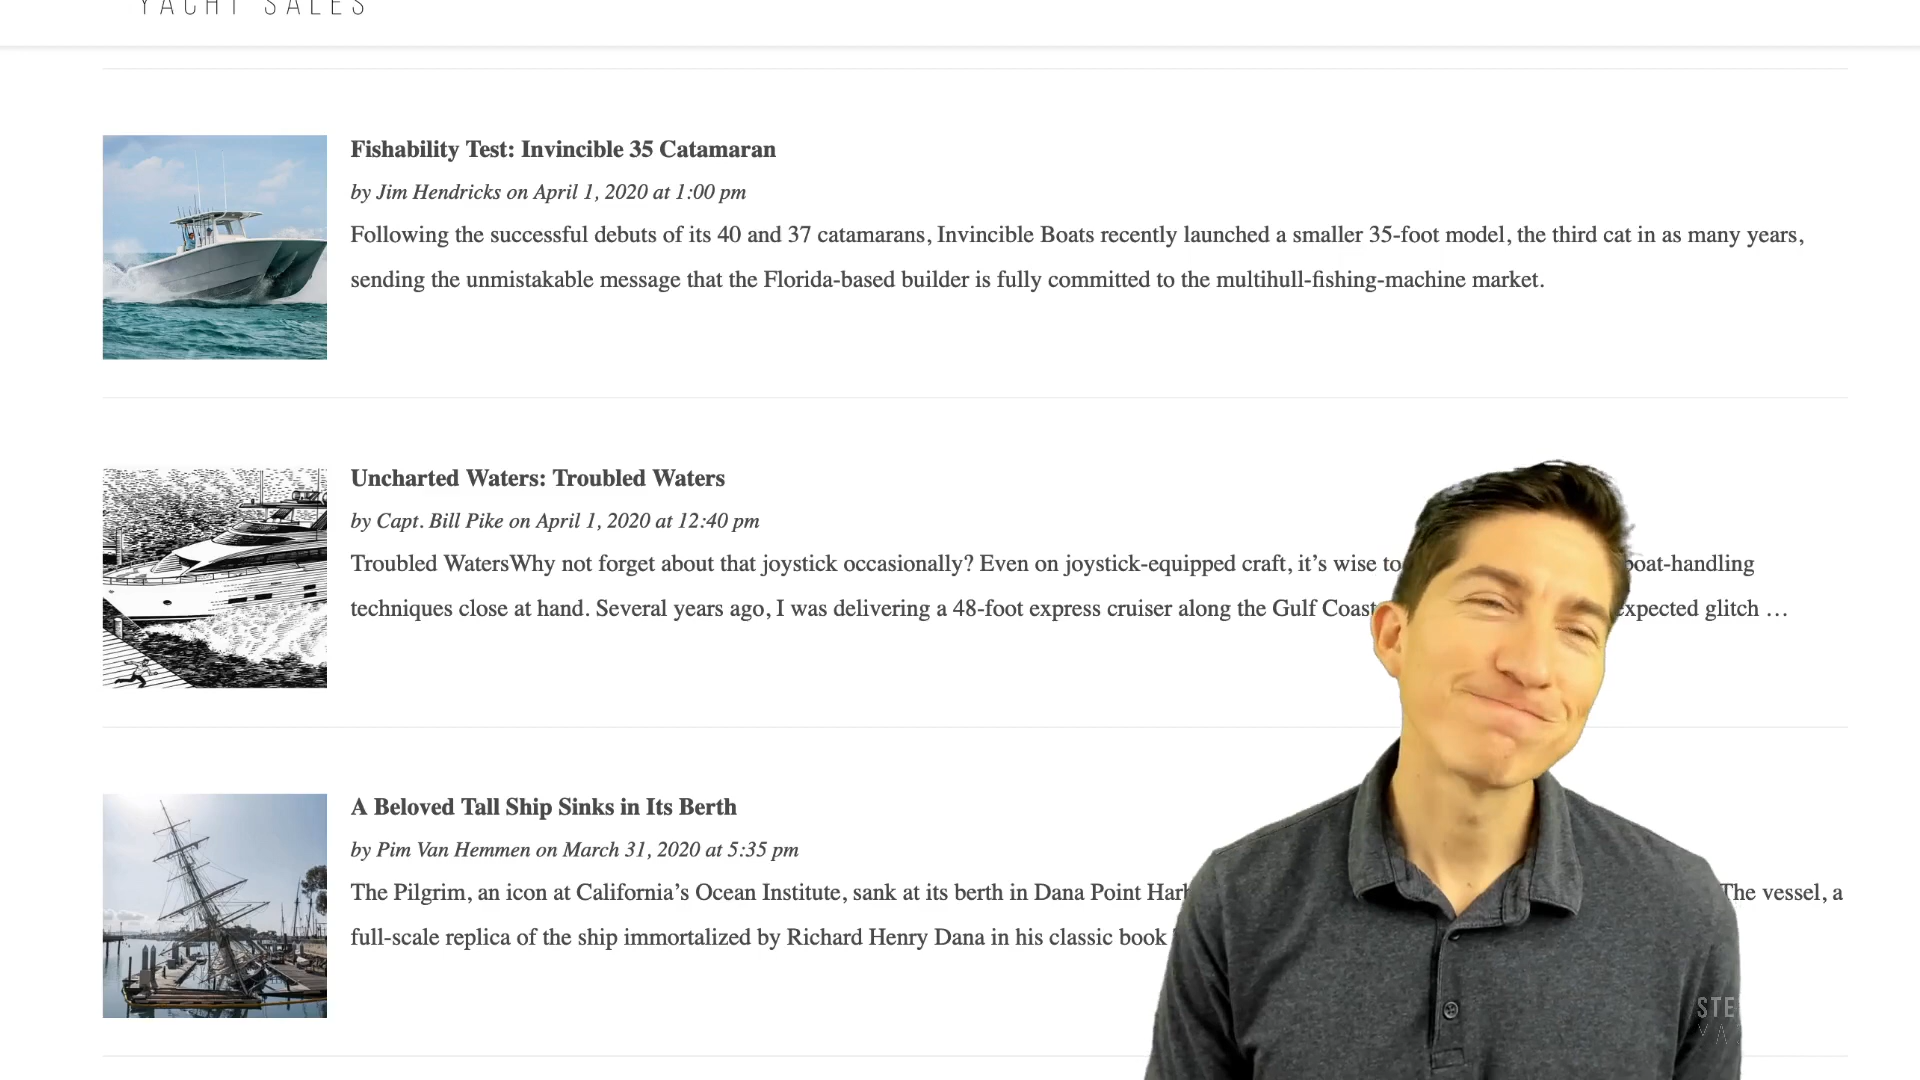 YACHT SALES
Fishability Test: Invincible 35 Catamaran
by Jim Hendricks on April 1, 2020 at 1:00 pm
Following the successful debuts of its 40 and 37 catamarans, Invincible Boats recently launched a smaller 35-foot model, the third cat in as many years,
sending the unmistakable message that the Florida-based builder is fully committed to the multihull-fishing-machine market.
Uncharted Waters: Troubled Waters
by Capt. Bill Pike on April 1, 2020 at 12:40 pm
Troubled WatersWhy not forget about that joystick occasionally? Even on joystick-equipped craft, it’s wise to boat-handling
techniques close at hand. Several years ago, I was delivering a 48-foot express cruiser along the Gulf Coast expected glitch …
A Beloved Tall Ship Sinks in Its Berth
by Pim Van Hemmen on March 31, 2020 at 5:35 pm
The Pilgrim, an icon at California’s Ocean Institute, sank at its berth in Dana Point The vessel, a
full-scale replica of the ship immortalized by Richard Henry Dana in his classic book